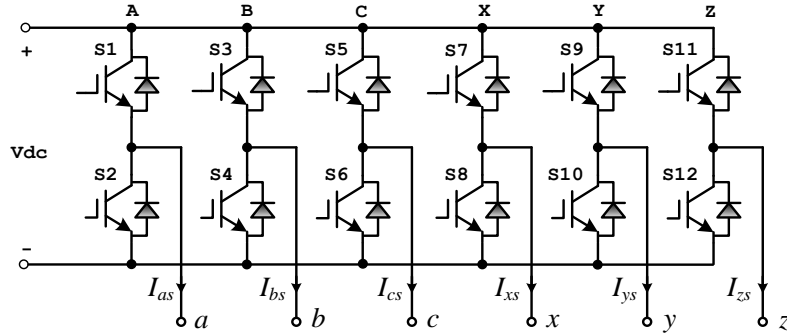 A B C X Y Z
+ S1 S3 S5 S7 S9 S11
Vdc
S2 S4 S6 S8 S10 S12
−
Ias Ibs Ics Ixs Iys Izs
a b c x y z